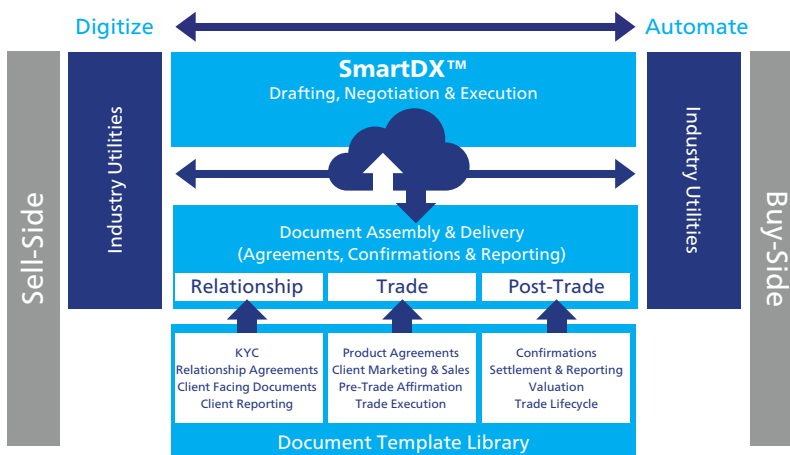 Digitize
Automate
Sell-Side
Industry Utilities
SmartDX™
Drafting, Negotiation & Execution
Industry Utilities
Buy-Side
Document Assembly & Delivery
(Agreements, Confirmations & Reporting)
Relationship
Trade
Post-Trade
KYC
Relationship Agreements
Client Facing Documents
Client Reporting
Product Agreements
Client Marketing & Sales
Pre-Trade Affirmation
Trade Execution
Confirmations
Settlement & Reporting
Valuation
Trade Lifecycle
Document Template Library